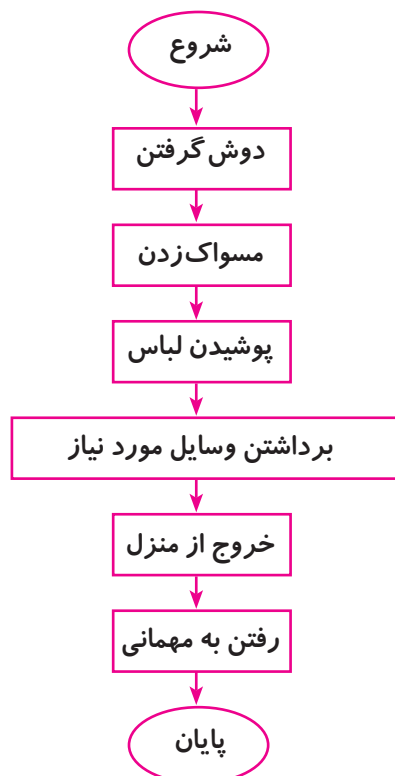 شروع
دوش گرفتن
مسواک زدن
پوشیدن لباس
برداشتن وسایل مورد نیاز
خروج از منزل
رفتن به مهمانی
پایان